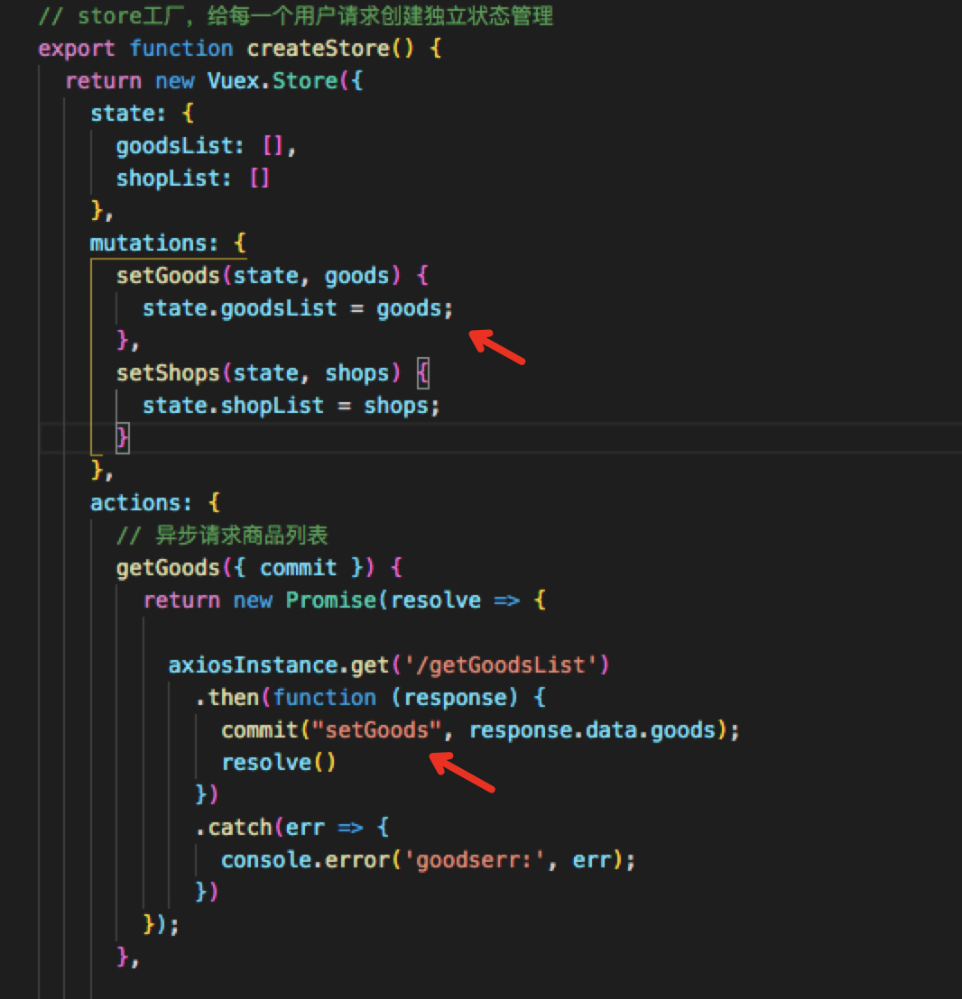 // store工厂，给每一个用户请求创建独立状态管理
export function createStore() {
return new Vuex.Store({
state: {
goodsList: [],
shopList: []
},
mutations: {
setGoods(state, goods) {
state.goodsList = goods;
},
setShops(state, shops) {
state.shopList = shops;
}
},
actions: {
// 异步请求商品列表
getGoods({ commit }) {
return new Promise(resolve => {
axiosInstance.get('/getGoodsList')
.then(function (response) {
commit("setGoods", response.data.goods);
resolve()
})
.catch(err => {
console.error('goodserr:', err);
})
});
},